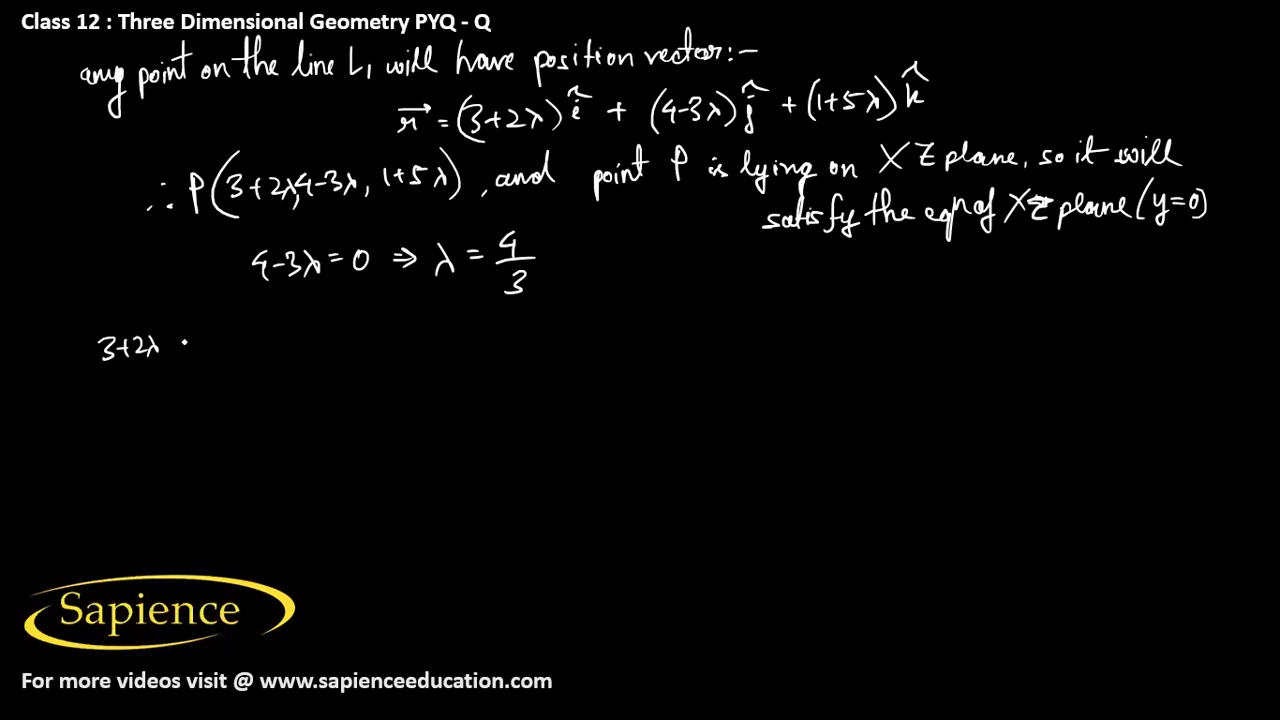 Class 12 : Three Dimensional Geometry PYQ - Q
any point on the line L₁ will have position vector:-
r⃗ = (3+2λ) î + (4-3λ) ĵ + (1+5λ) k̂
∴ P(3+2λ, 4-3λ, 1+5λ), and point P is lying on XZ plane, so it will
satisfy the eqn of XZ plane (y=0)
4-3λ = 0 ⇒ λ = 4/3
3+2λ
Sapience
For more videos visit @ www.sapienceeducation.com